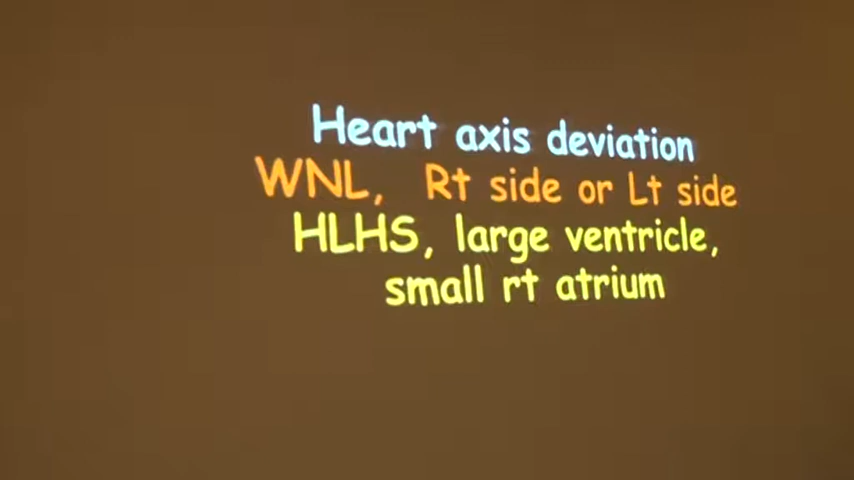 Heart axis deviation
WNL, Rt side or Lt side
HLHS, large ventricle,
small rt atrium